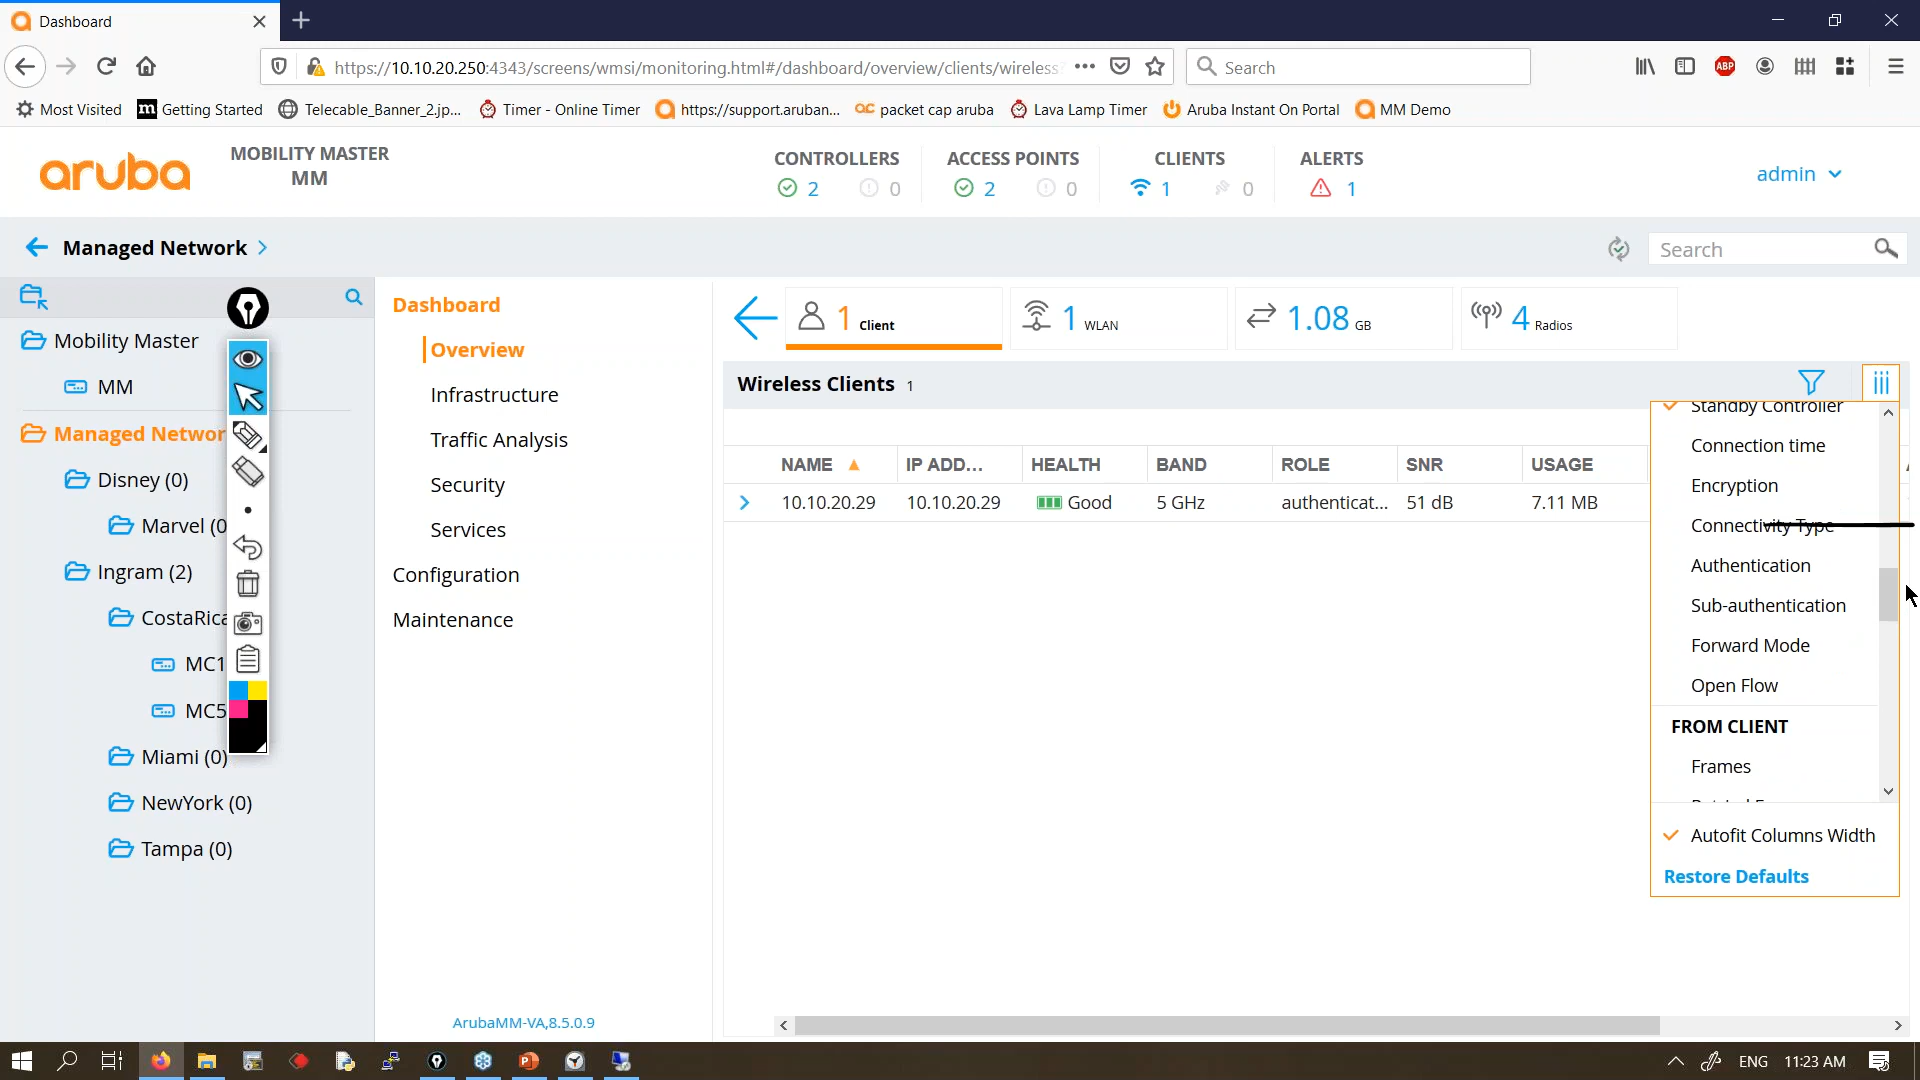 Dashboard
https://10.10.20.250:4343/screens/wmsi/monitoring.html#/dashboard/overview/clients/wireless
Search
ABP
Most Visited
m Getting Started
Telecable_Banner_2.jp...
Timer - Online Timer
https://support.aruban...
packet cap aruba
Lava Lamp Timer
Aruba Instant On Portal
MM Demo
aruba
MOBILITY MASTER
MM
CONTROLLERS
2 0
ACCESS POINTS
2 0
CLIENTS
1 0
ALERTS
1
admin
Managed Network
Search
Mobility Master
MM
Managed Networ
Disney (0)
Marvel (0
Ingram (2)
CostaRica
MC1
MC5
Miami (0)
NewYork (0)
Tampa (0)
Dashboard
Overview
Infrastructure
Traffic Analysis
Security
Services
Configuration
Maintenance
ArubaMM-VA,8.5.0.9
1 Client
1 WLAN
1.08 GB
4 Radios
Wireless Clients 1
NAME IP ADD... HEALTH BAND ROLE SNR USAGE
10.10.20.29 10.10.20.29 Good 5 GHz authenticat... 51 dB 7.11 MB
Standby Controller
Connection time
Encryption
Connectivity Type
Authentication
Sub-authentication
Forward Mode
Open Flow
FROM CLIENT
Frames
Autofit Columns Width
Restore Defaults
ENG 11:23 AM